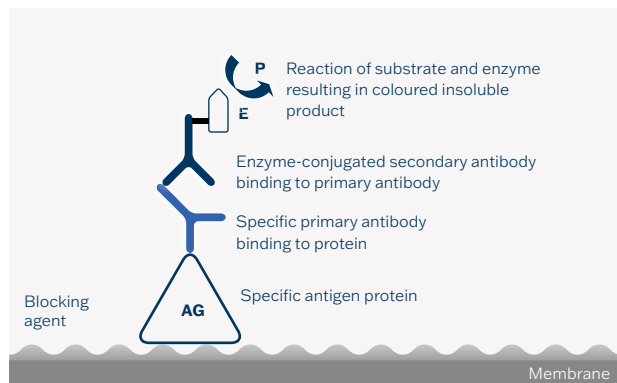 P
Reaction of substrate and enzyme
resulting in coloured insoluble
product
E
Enzyme-conjugated secondary antibody
binding to primary antibody
Specific primary antibody
binding to protein
Specific antigen protein
AG
Blocking
agent
Membrane